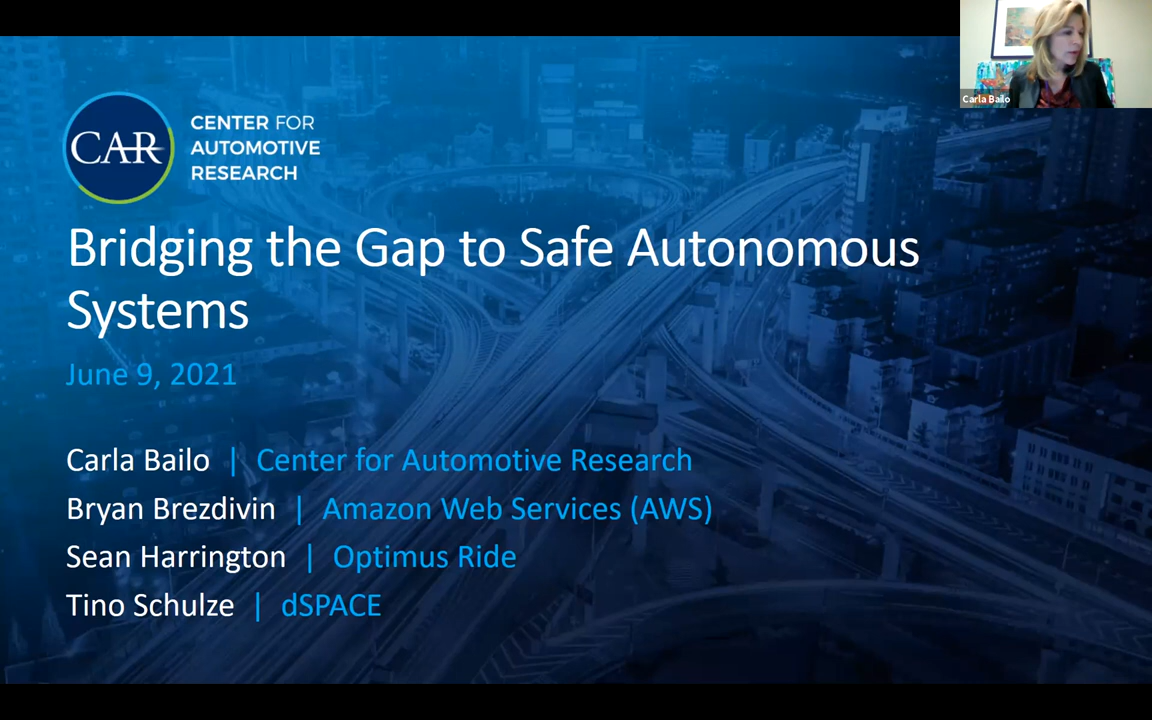 Carla Bailo
CAR
CENTER FOR
AUTOMOTIVE
RESEARCH
Bridging the Gap to Safe Autonomous
Systems
June 9, 2021
Carla Bailo | Center for Automotive Research
Bryan Brezdivin | Amazon Web Services (AWS)
Sean Harrington | Optimus Ride
Tino Schulze | dSPACE